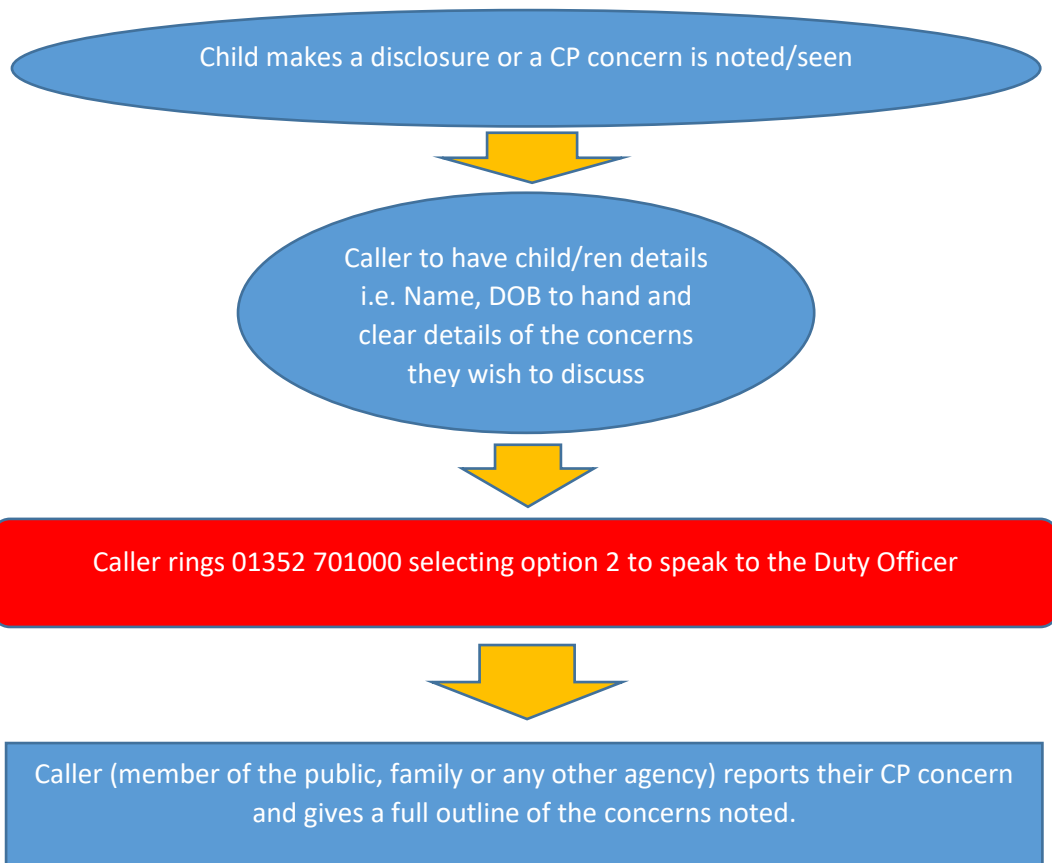 Child makes a disclosure or a CP concern is noted/seen
Caller to have child/ren details
i.e. Name, DOB to hand and
clear details of the concerns
they wish to discuss
Caller rings 01352 701000 selecting option 2 to speak to the Duty Officer
Caller (member of the public, family or any other agency) reports their CP concern
and gives a full outline of the concerns noted.